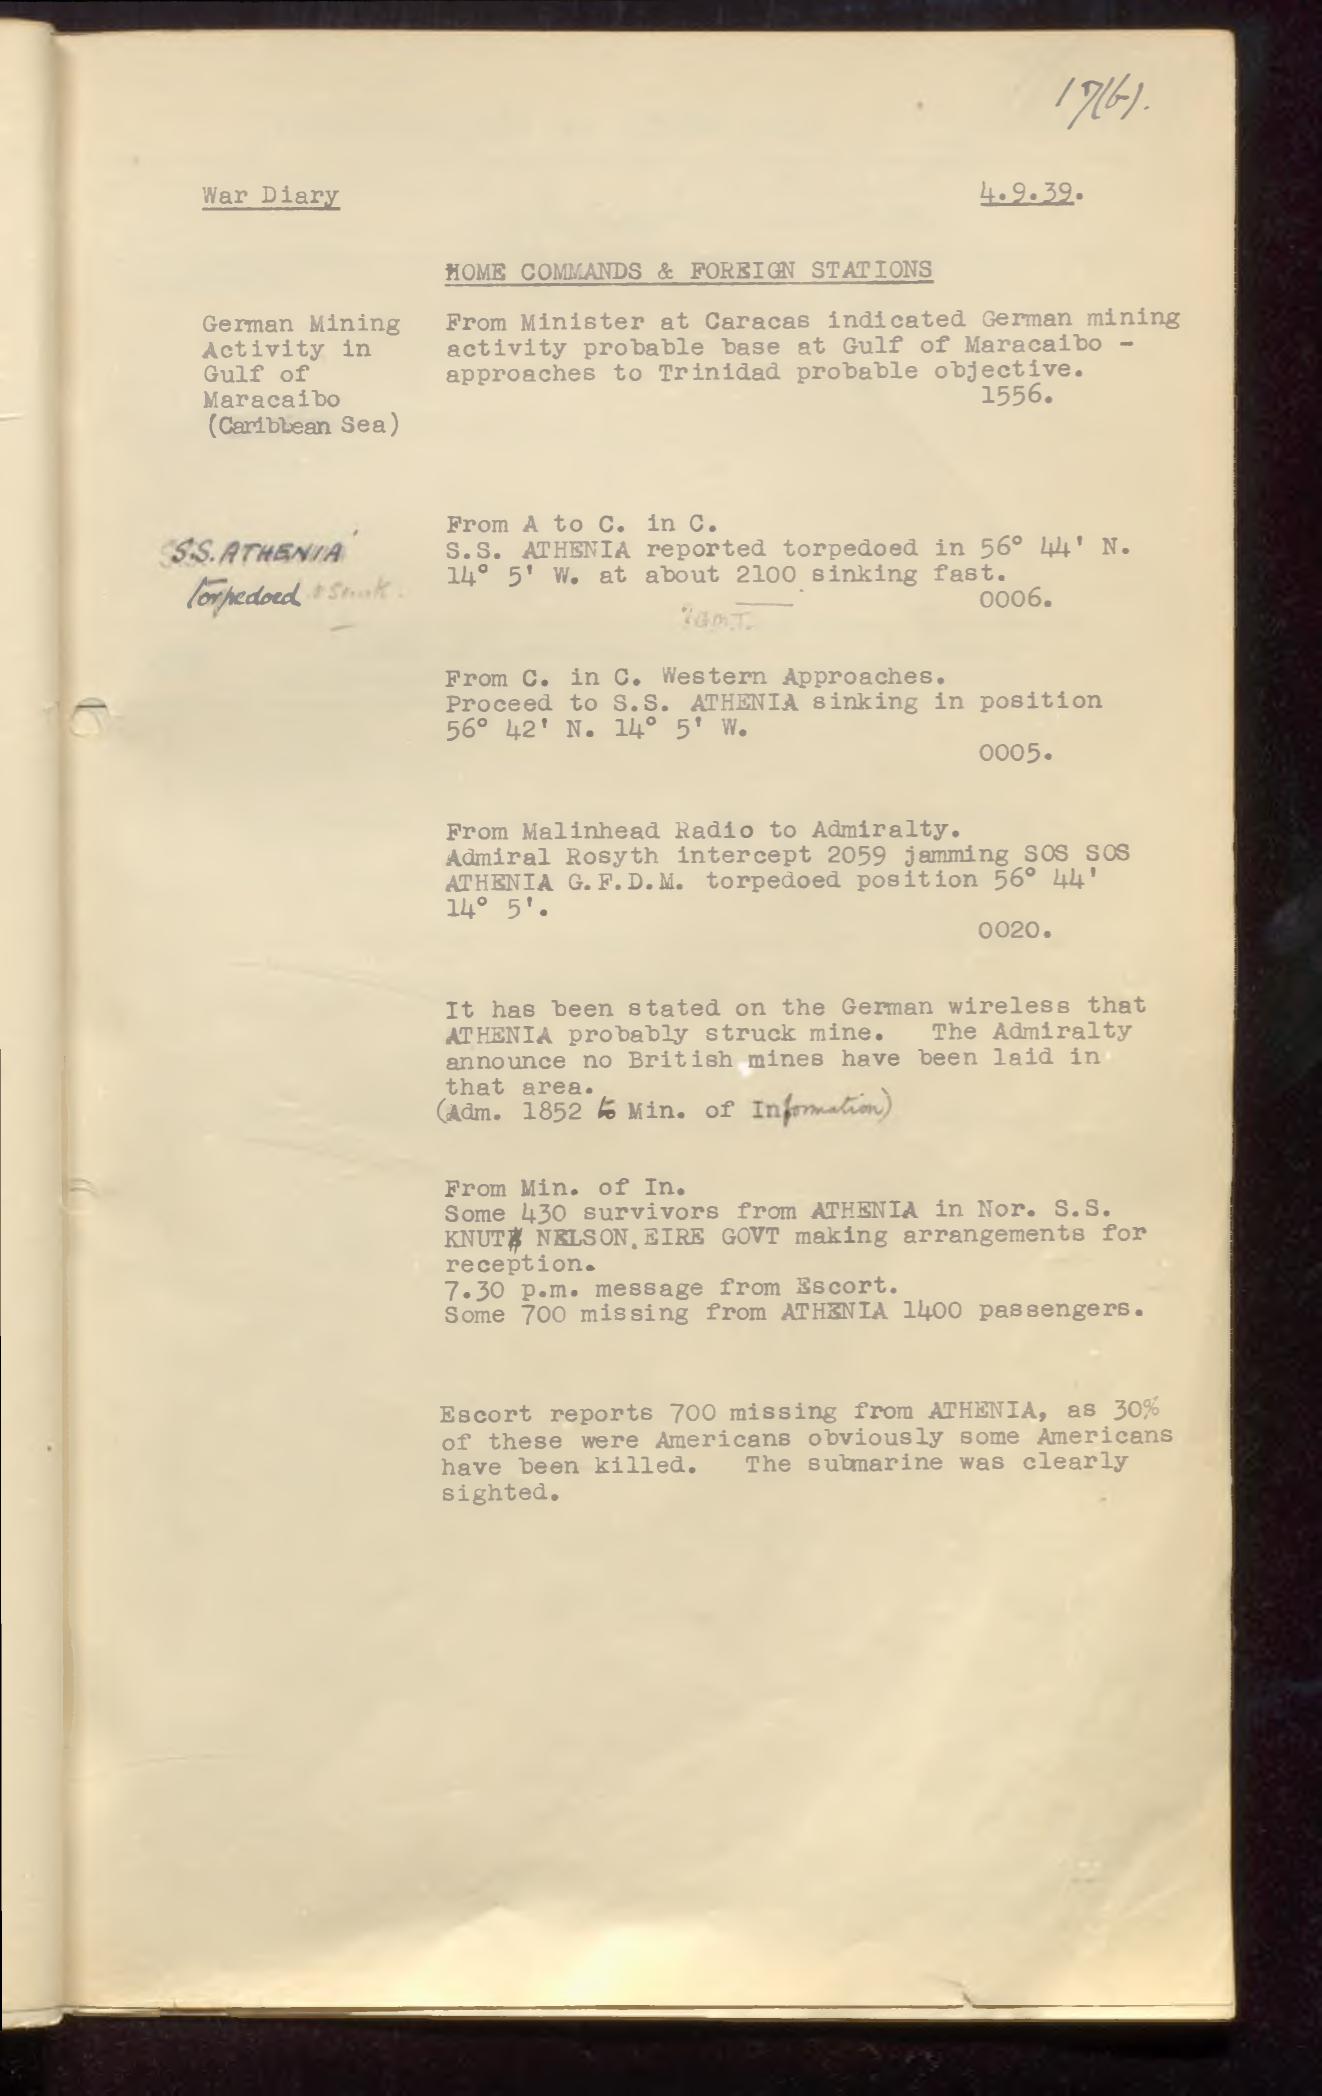 17(b).
War Diary
4.9.39.
HOME COMMANDS & FOREIGN STATIONS
German Mining
Activity in
Gulf of
Maracaibo
(Caribbean Sea)
From Minister at Caracas indicated German mining
activity probable base at Gulf of Maracaibo -
approaches to Trinidad probable objective.
1556.
S.S. ATHENIA
Torpedoed & Sunk.
From A to C. in C.
S.S. ATHENIA reported torpedoed in 56° 44' N.
14° 5' W. at about 2100 sinking fast.
0006.
? G.M.T.
From C. in C. Western Approaches.
Proceed to S.S. ATHENIA sinking in position
56° 42' N. 14° 5' W.
0005.
From Malinhead Radio to Admiralty.
Admiral Rosyth intercept 2059 jamming SOS SOS
ATHENIA G.F.D.M. torpedoed position 56° 44'
14° 5'.
0020.
It has been stated on the German wireless that
ATHENIA probably struck mine. The Admiralty
announce no British mines have been laid in
that area.
(Adm. 1852 to Min. of Information)
From Min. of In.
Some 430 survivors from ATHENIA in Nor. S.S.
KNUT NELSON. EIRE GOVT making arrangements for
reception.
7.30 p.m. message from Escort.
Some 700 missing from ATHENIA 1400 passengers.
Escort reports 700 missing from ATHENIA, as 30%
of these were Americans obviously some Americans
have been killed. The submarine was clearly
sighted.